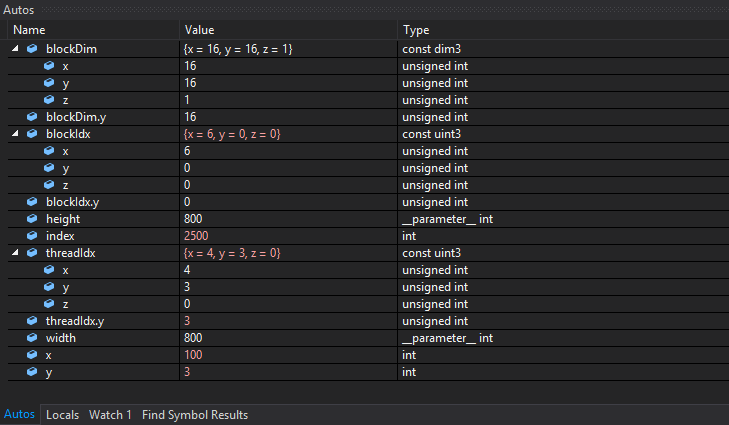 Autos
Name Value Type
blockDim {x = 16, y = 16, z = 1} const dim3
x 16 unsigned int
y 16 unsigned int
z 1 unsigned int
blockDim.y 16 unsigned int
blockIdx {x = 6, y = 0, z = 0} const uint3
x 6 unsigned int
y 0 unsigned int
z 0 unsigned int
blockIdx.y 0 unsigned int
height 800 __parameter__ int
index 2500 int
threadIdx {x = 4, y = 3, z = 0} const uint3
x 4 unsigned int
y 3 unsigned int
z 0 unsigned int
threadIdx.y 3 unsigned int
width 800 __parameter__ int
x 100 int
y 3 int
Autos Locals Watch 1 Find Symbol Results